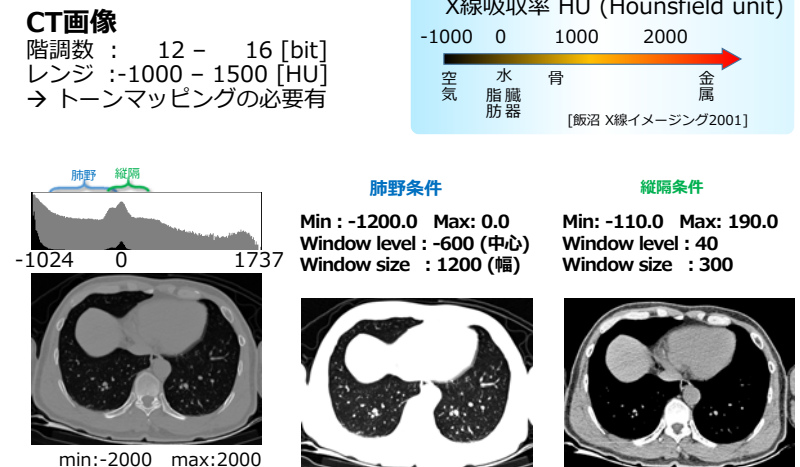 CT画像
階調数 : 12 – 16 [bit]
レンジ :-1000 – 1500 [HU]
→ トーンマッピングの必要有
X線吸収率 HU (Hounsfield unit)
-1000 0 1000 2000
空気
水
脂肪
臓器
骨
金属
[飯沼 X線イメージング2001]
肺野 縦隔
-1024 0 1737
min:-2000 max:2000
肺野条件
Min : -1200.0 Max: 0.0
Window level : -600 (中心)
Window size : 1200 (幅)
縦隔条件
Min: -110.0 Max: 190.0
Window level : 40
Window size : 300